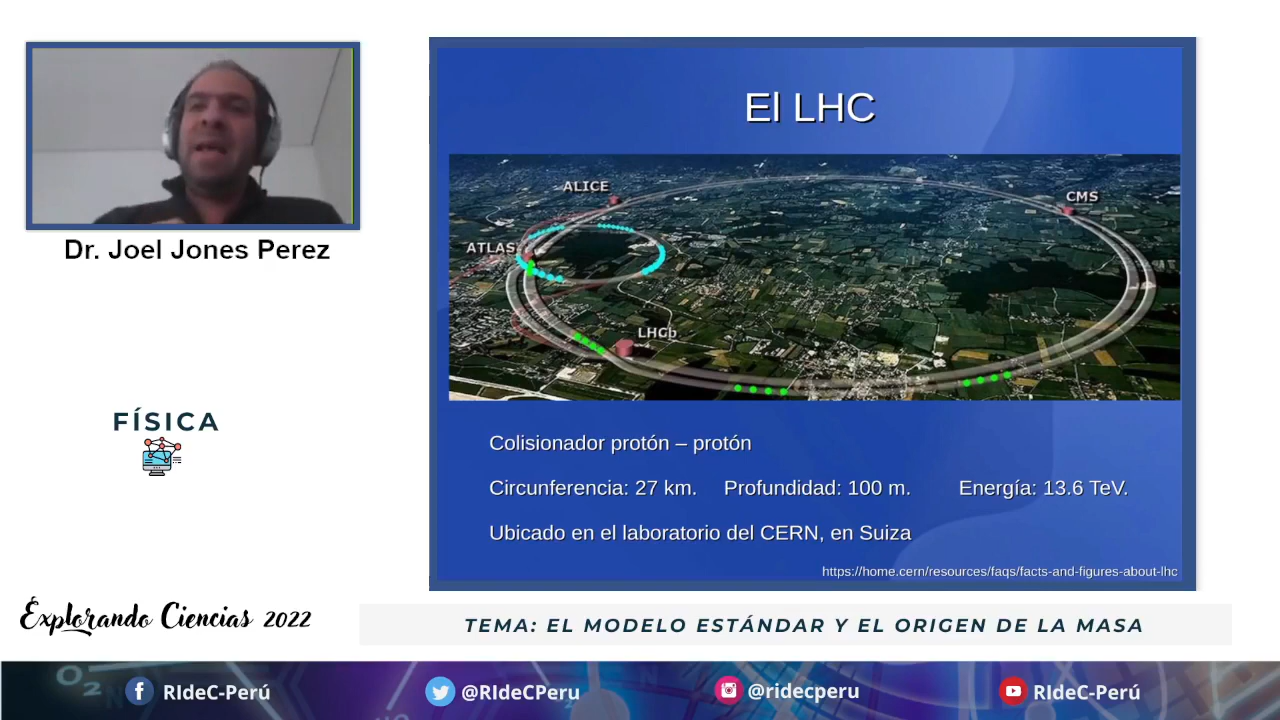 Dr. Joel Jones Perez
FÍSICA
Explorando Ciencias 2022
El LHC
ALICE
CMS
ATLAS
LHCb
Colisionador protón – protón
Circunferencia: 27 km. Profundidad: 100 m. Energía: 13.6 TeV.
Ubicado en el laboratorio del CERN, en Suiza
https://home.cern/resources/faqs/facts-and-figures-about-lhc
TEMA: EL MODELO ESTÁNDAR Y EL ORIGEN DE LA MASA
O2
RIdeC-Perú
@RIdeCPeru
@ridecperu
RIdeC-Perú